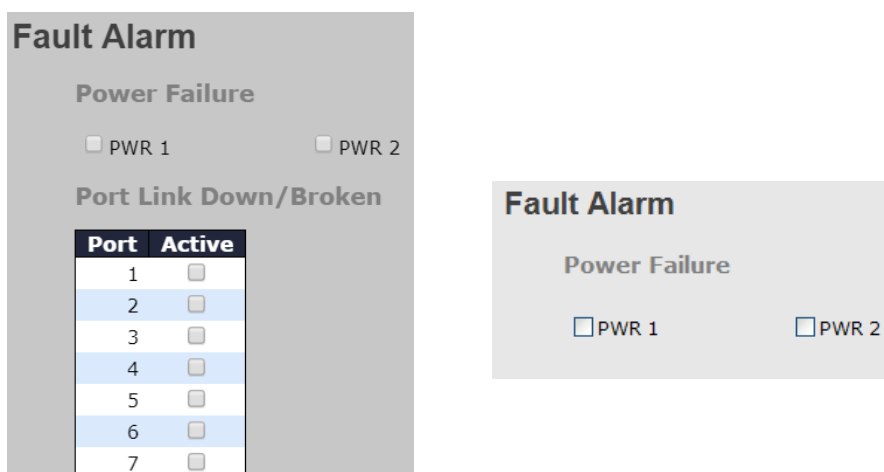 Fault Alarm
Power Failure
PWR 1 PWR 2
Port Link Down/Broken
Port Active
1
2
3
4
5
6
7
Fault Alarm
Power Failure
PWR 1 PWR 2